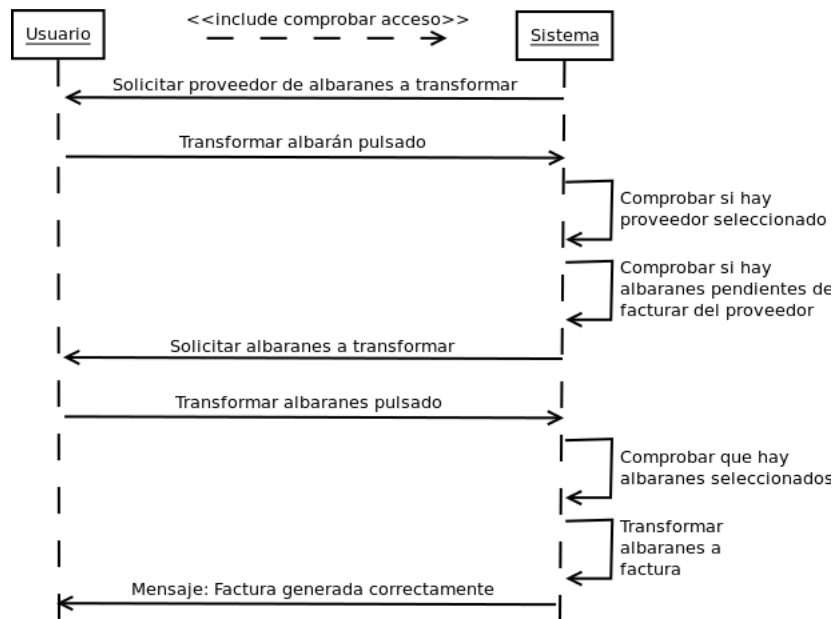 <<include comprobar acceso>>
Usuario
Sistema
Solicitar proveedor de albaranes a transformar
Transformar albarán pulsado
Comprobar si hay
proveedor seleccionado
Comprobar si hay
albaranes pendientes de
facturar del proveedor
Solicitar albaranes a transformar
Transformar albaranes pulsado
Comprobar que hay
albaranes seleccionados
Transformar
albaranes a
factura
Mensaje: Factura generada correctamente